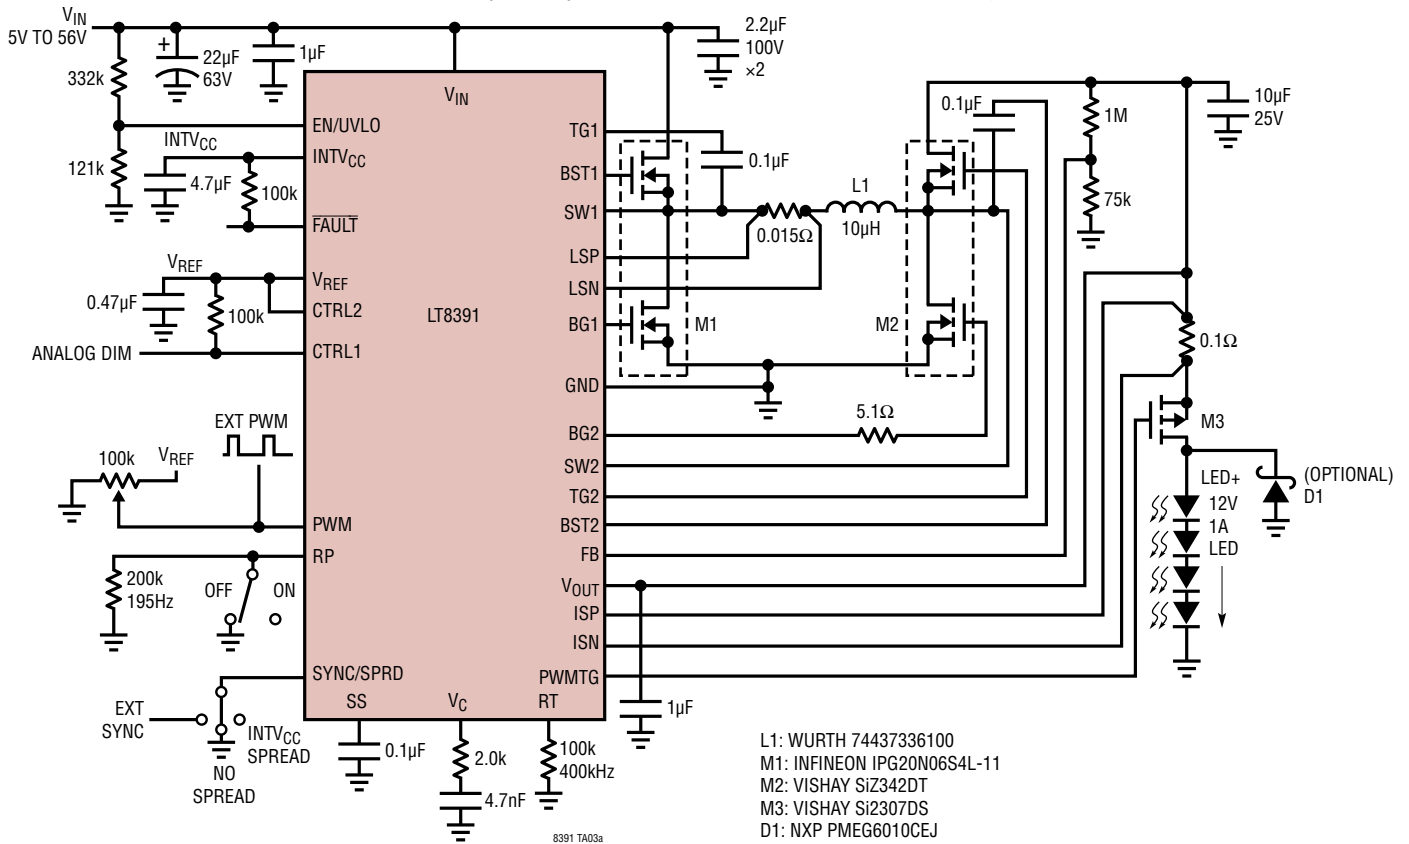 VIN
5V TO 56V
332k
+
22µF
63V
1µF
2.2µF
100V
×2
121k
INTVCC
4.7µF
100k
VREF
0.47µF
100k
ANALOG DIM
EXT PWM
100k
VREF
200k
195Hz
OFF
ON
EXT
SYNC
INTVCC
SPREAD
NO
SPREAD
VIN
EN/UVLO
INTVCC
FAULT
VREF
CTRL2
CTRL1
PWM
RP
SYNC/SPRD
SS
VC
RT
LT8391
TG1
BST1
SW1
LSP
LSN
BG1
GND
BG2
SW2
TG2
BST2
FB
VOUT
ISP
ISN
PWMTG
0.1µF
2.0k
4.7nF
100k
400kHz
1µF
0.1µF
M1
0.015Ω
L1
10µH
M2
0.1µF
5.1Ω
1M
75k
10µF
25V
0.1Ω
M3
LED+
12V
1A
LED
(OPTIONAL)
D1
L1: WURTH 74437336100
M1: INFINEON IPG20N06S4L-11
M2: VISHAY SiZ342DT
M3: VISHAY Si2307DS
D1: NXP PMEG6010CEJ
8391 TA03a